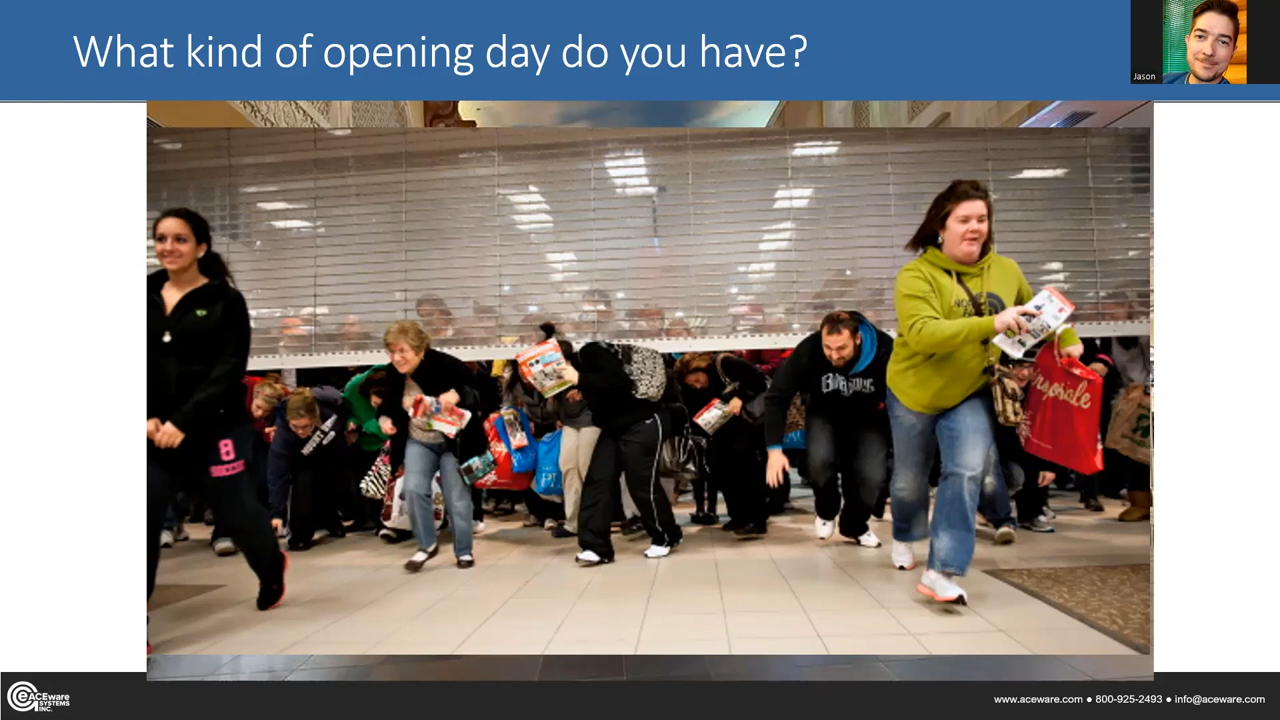 What kind of opening day do you have?
Jason
8
Aéropostale
ACEware
SYSTEMS
INC.
www.aceware.com ● 800-925-2493 ● info@aceware.com